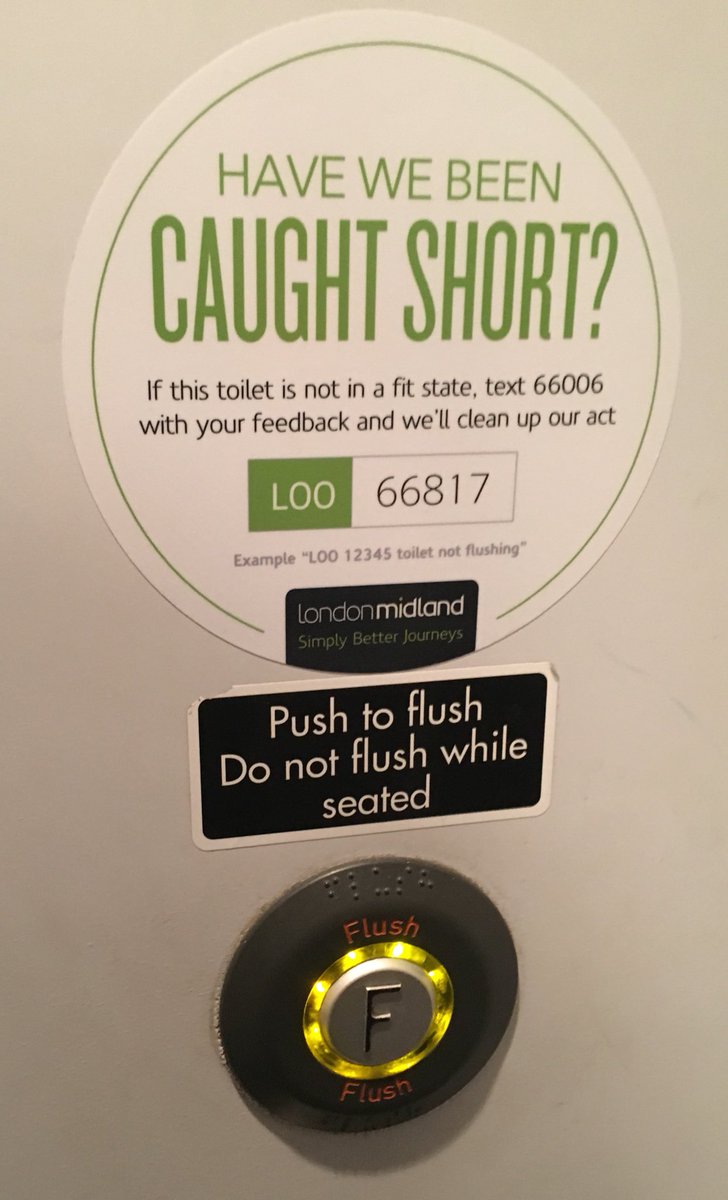 HAVE WE BEEN
CAUGHT SHORT?
If this toilet is not in a fit state, text 66006
with your feedback and we'll clean up our act
LOO 66817
Example "LOO 12345 toilet not flushing"
londonmidland
Simply Better Journeys
Push to flush
Do not flush while
seated
Flush
F
Flush